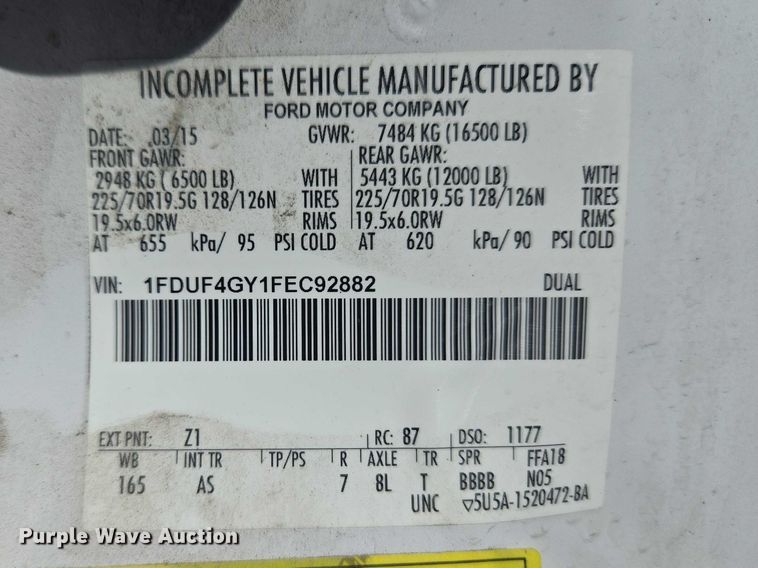 INCOMPLETE VEHICLE MANUFACTURED BY
FORD MOTOR COMPANY
DATE: 03/15 GVWR: 7484 KG (16500 LB)
FRONT GAWR: REAR GAWR:
2948 KG ( 6500 LB) WITH 5443 KG (12000 LB) WITH
225/70R19.5G 128/126N TIRES 225/70R19.5G 128/126N TIRES
19.5x6.0RW RIMS 19.5x6.0RW RIMS
AT 655 kPa/ 95 PSI COLD AT 620 kPa/ 90 PSI COLD
VIN: 1FDUF4GY1FEC92882 DUAL
EXT PNT: Z1 RC: 87 DSO: 1177
WB INT TR TP/PS R AXLE TR SPR FFA18
165 AS 7 8L T BBBB N05
UNC ▽5U5A-1520472-BA
Purple Wave Auction